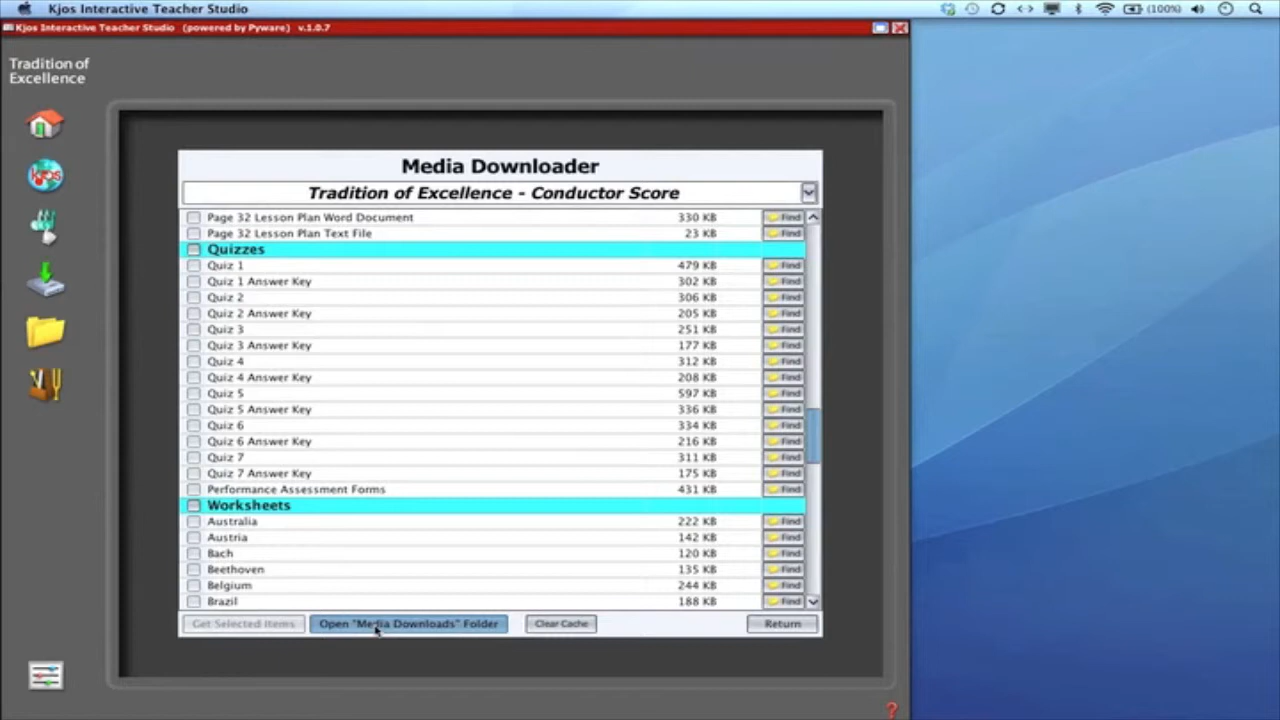 Kjos Interactive Teacher Studio
(100%)
Kjos Interactive Teacher Studio (powered by Pyware) v.1.0.7
Tradition of
Excellence
kjos
Media Downloader
Tradition of Excellence - Conductor Score
Page 32 Lesson Plan Word Document 330 KB Find
Page 32 Lesson Plan Text File 23 KB Find
Quizzes
Quiz 1 479 KB Find
Quiz 1 Answer Key 302 KB Find
Quiz 2 306 KB Find
Quiz 2 Answer Key 205 KB Find
Quiz 3 251 KB Find
Quiz 3 Answer Key 177 KB Find
Quiz 4 312 KB Find
Quiz 4 Answer Key 208 KB Find
Quiz 5 597 KB Find
Quiz 5 Answer Key 336 KB Find
Quiz 6 334 KB Find
Quiz 6 Answer Key 216 KB Find
Quiz 7 311 KB Find
Quiz 7 Answer Key 175 KB Find
Performance Assessment Forms 431 KB Find
Worksheets
Australia 222 KB Find
Austria 142 KB Find
Bach 120 KB Find
Beethoven 135 KB Find
Belgium 244 KB Find
Brazil 188 KB Find
Get Selected Items Open "Media Downloads" Folder Clear Cache Return
?